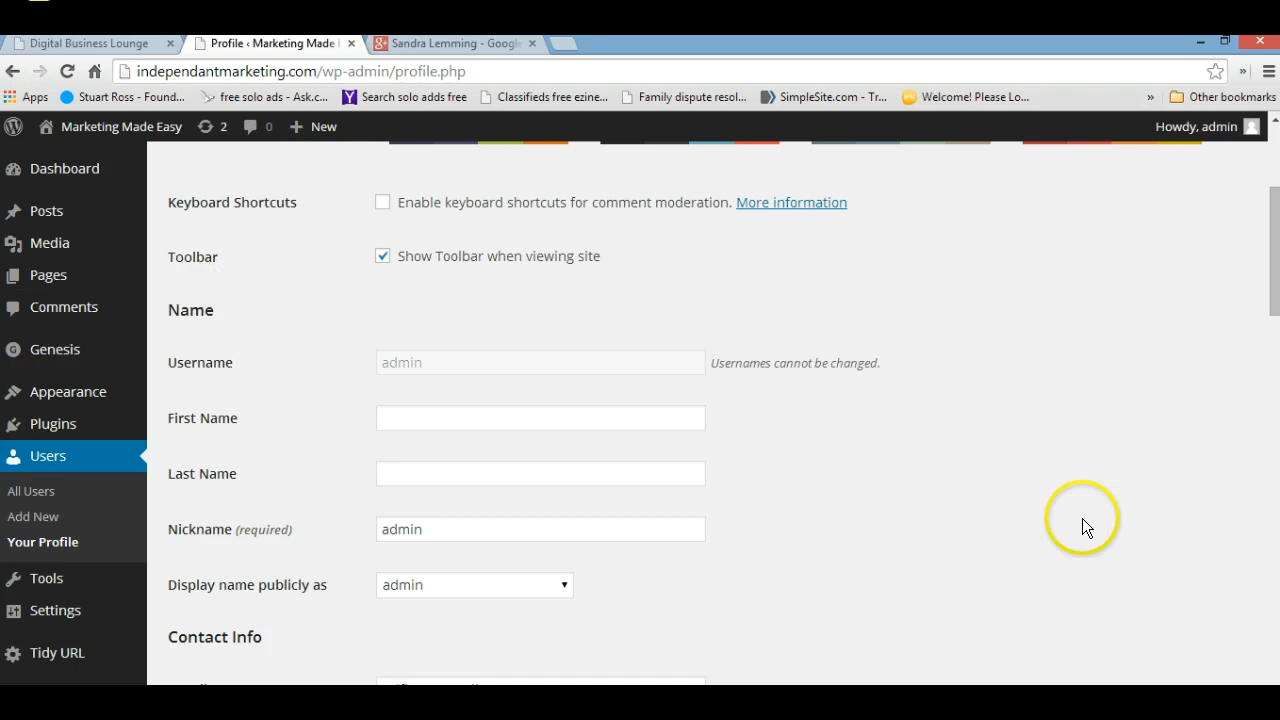 Digital Business Lounge
Profile ‹ Marketing Made
Sandra Lemming - Google
independantmarketing.com/wp-admin/profile.php
Apps
Stuart Ross - Found...
free solo ads - Ask.c...
Search solo adds free
Classifieds free ezine...
Family dispute resol...
SimpleSite.com - Tr...
Welcome! Please Lo...
»
Other bookmarks
Marketing Made Easy
2
0
New
Howdy, admin
Dashboard
Posts
Media
Pages
Comments
Genesis
Appearance
Plugins
Users
All Users
Add New
Your Profile
Tools
Settings
Tidy URL
Keyboard Shortcuts
Enable keyboard shortcuts for comment moderation. More information
Toolbar
Show Toolbar when viewing site
Name
Username
admin
Usernames cannot be changed.
First Name
Last Name
Nickname (required)
admin
Display name publicly as
admin
Contact Info